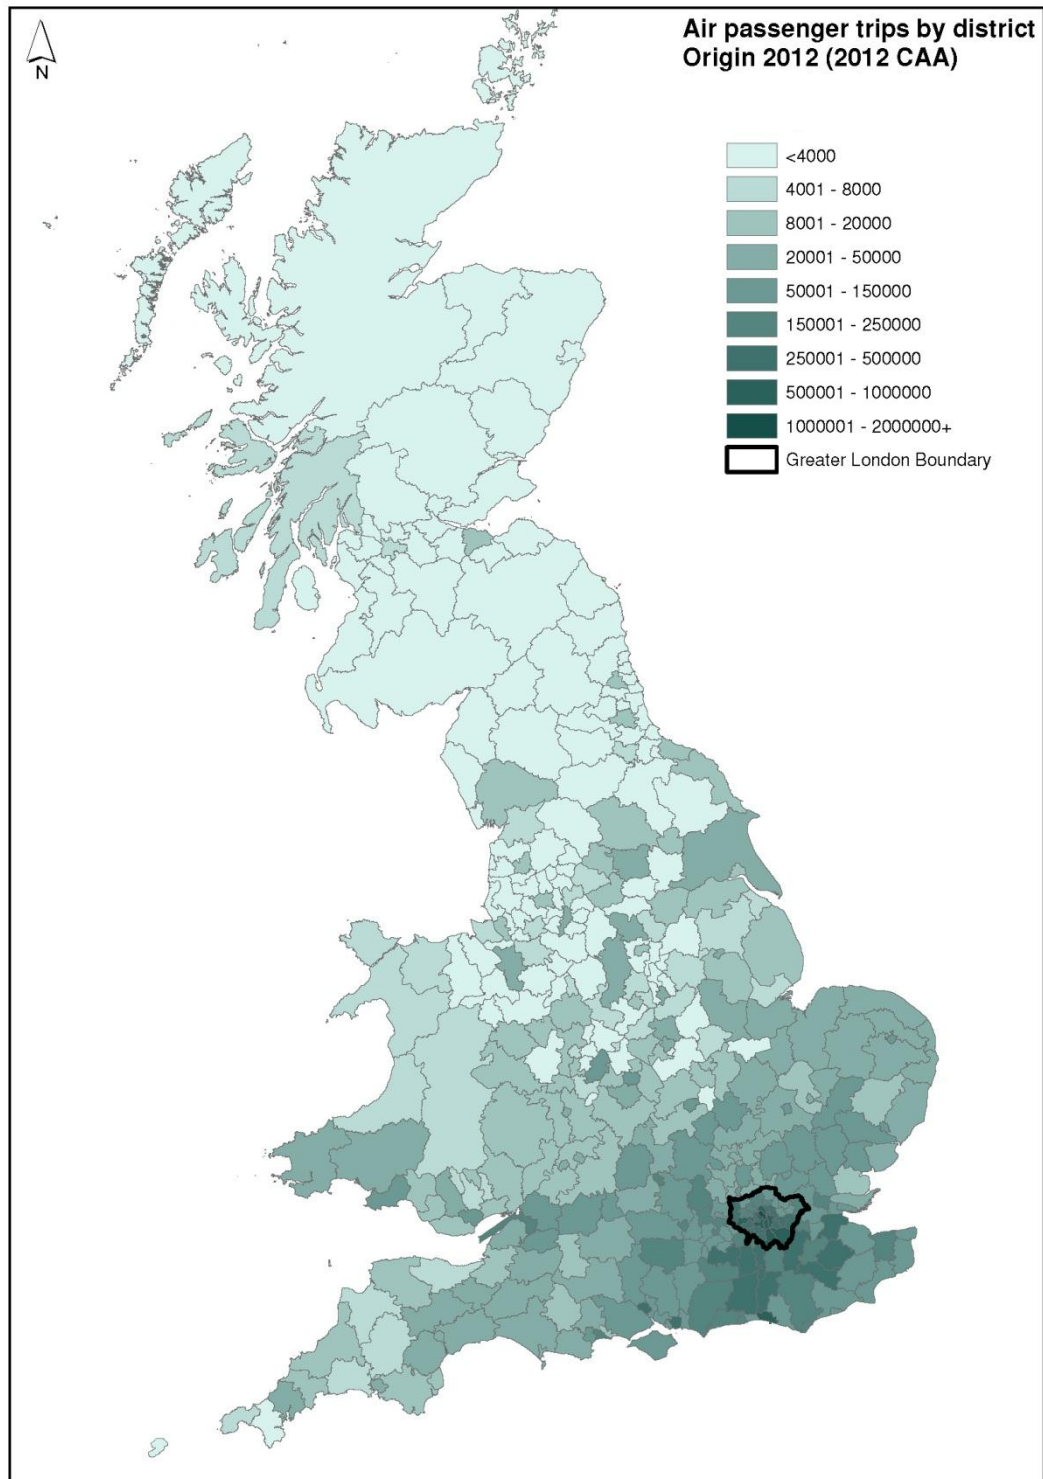 Air passenger trips by district
Origin 2012 (2012 CAA)
N
<4000
4001 - 8000
8001 - 20000
20001 - 50000
50001 - 150000
150001 - 250000
250001 - 500000
500001 - 1000000
1000001 - 2000000+
Greater London Boundary